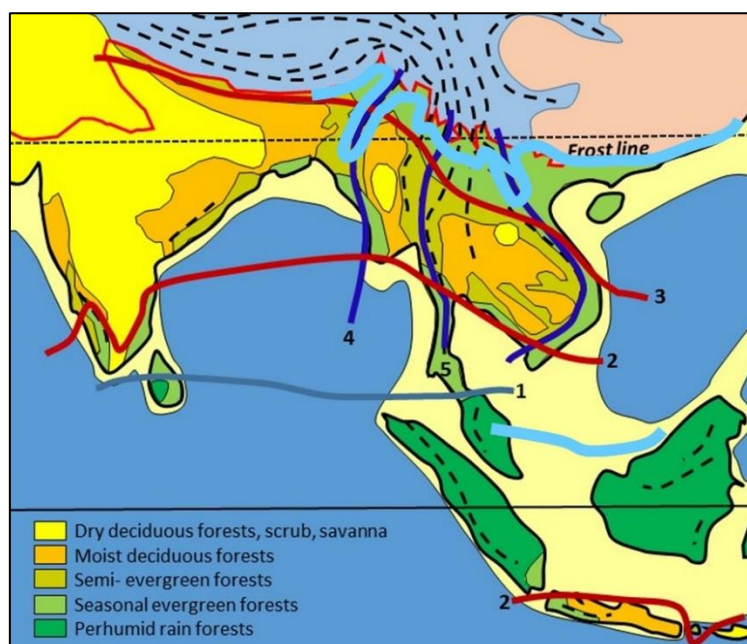 Frost line
3
4
2
5
1
Dry deciduous forests, scrub, savanna
Moist deciduous forests
Semi- evergreen forests
Seasonal evergreen forests
Perhumid rain forests
2